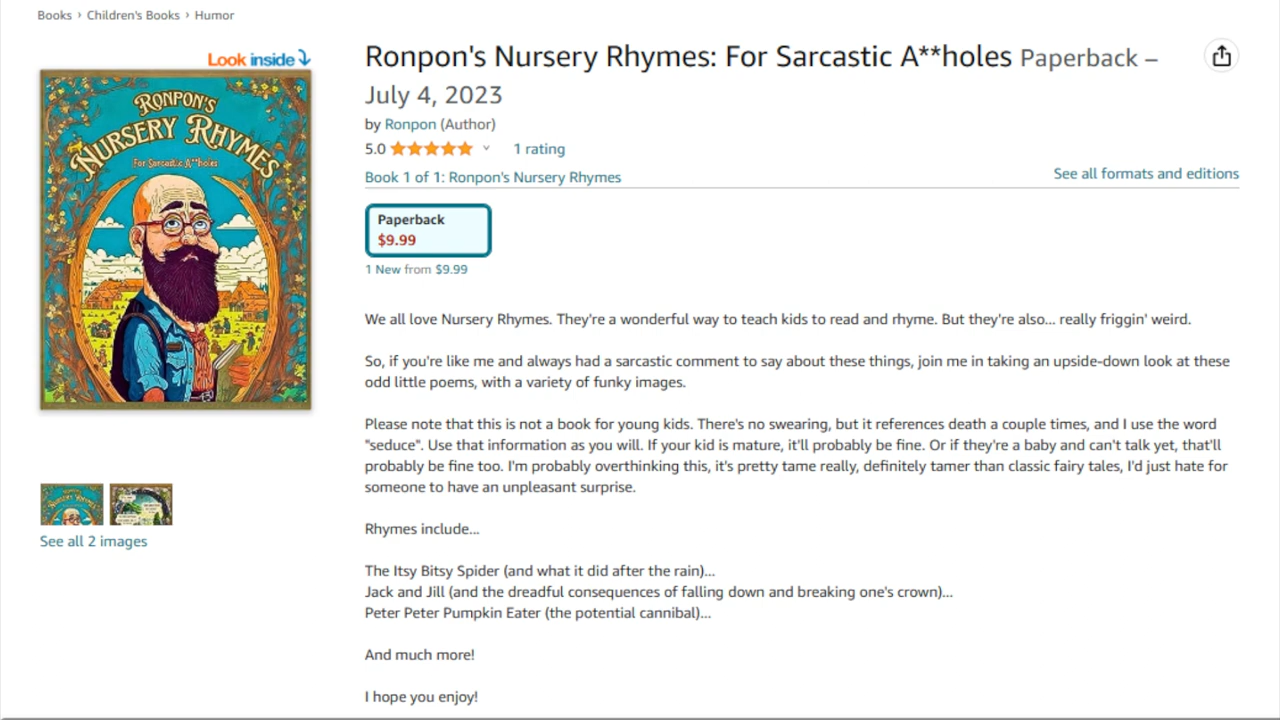 Books › Children's Books › Humor
Look inside
Ronpon's Nursery Rhymes: For Sarcastic A**holes Paperback –
July 4, 2023
by Ronpon (Author)
5.0 1 rating
Book 1 of 1: Ronpon's Nursery Rhymes
See all formats and editions
RONPON'S
NURSERY RHYMES
For Sarcastic A**holes
Paperback
$9.99
1 New from $9.99
We all love Nursery Rhymes. They're a wonderful way to teach kids to read and rhyme. But they're also... really friggin' weird.
So, if you're like me and always had a sarcastic comment to say about these things, join me in taking an upside-down look at these
odd little poems, with a variety of funky images.
Please note that this is not a book for young kids. There's no swearing, but it references death a couple times, and I use the word
"seduce". Use that information as you will. If your kid is mature, it'll probably be fine. Or if they're a baby and can't talk yet, that'll
probably be fine too. I'm probably overthinking this, it's pretty tame really, definitely tamer than classic fairy tales, I'd just hate for
someone to have an unpleasant surprise.
See all 2 images
Rhymes include...
The Itsy Bitsy Spider (and what it did after the rain)...
Jack and Jill (and the dreadful consequences of falling down and breaking one's crown)...
Peter Peter Pumpkin Eater (the potential cannibal)...
And much more!
I hope you enjoy!